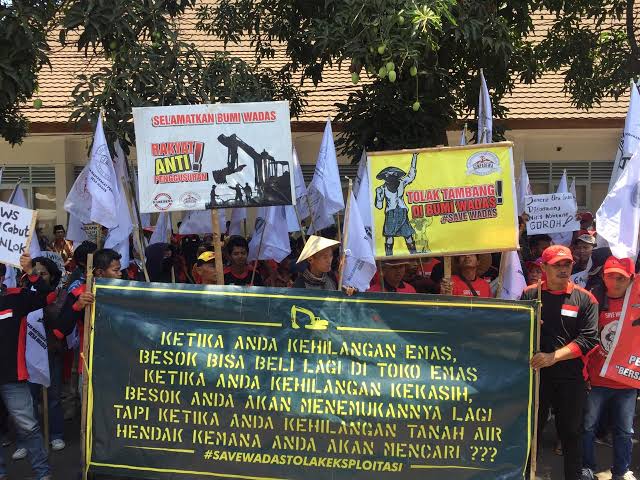 SELAMATKAN BUMI WADAS
RAKYAT
ANTI!
PENGGUSURAN
TOLAK TAMBANG
DI BUMI WADAS!
#SAVE WADAS
KETIKA ANDA KEHILANGAN EMAS,
BESOK BISA BELI LAGI DI TOKO EMAS
KETIKA ANDA KEHILANGAN KEKASIH,
BESOK ANDA AKAN MENEMUKANNYA LAGI
TAPI KETIKA ANDA KEHILANGAN TANAH AIR
HENDAK KEMANA ANDA AKAN MENCARI ???
#SAVEWADASTOLAKEKSPLOITASI